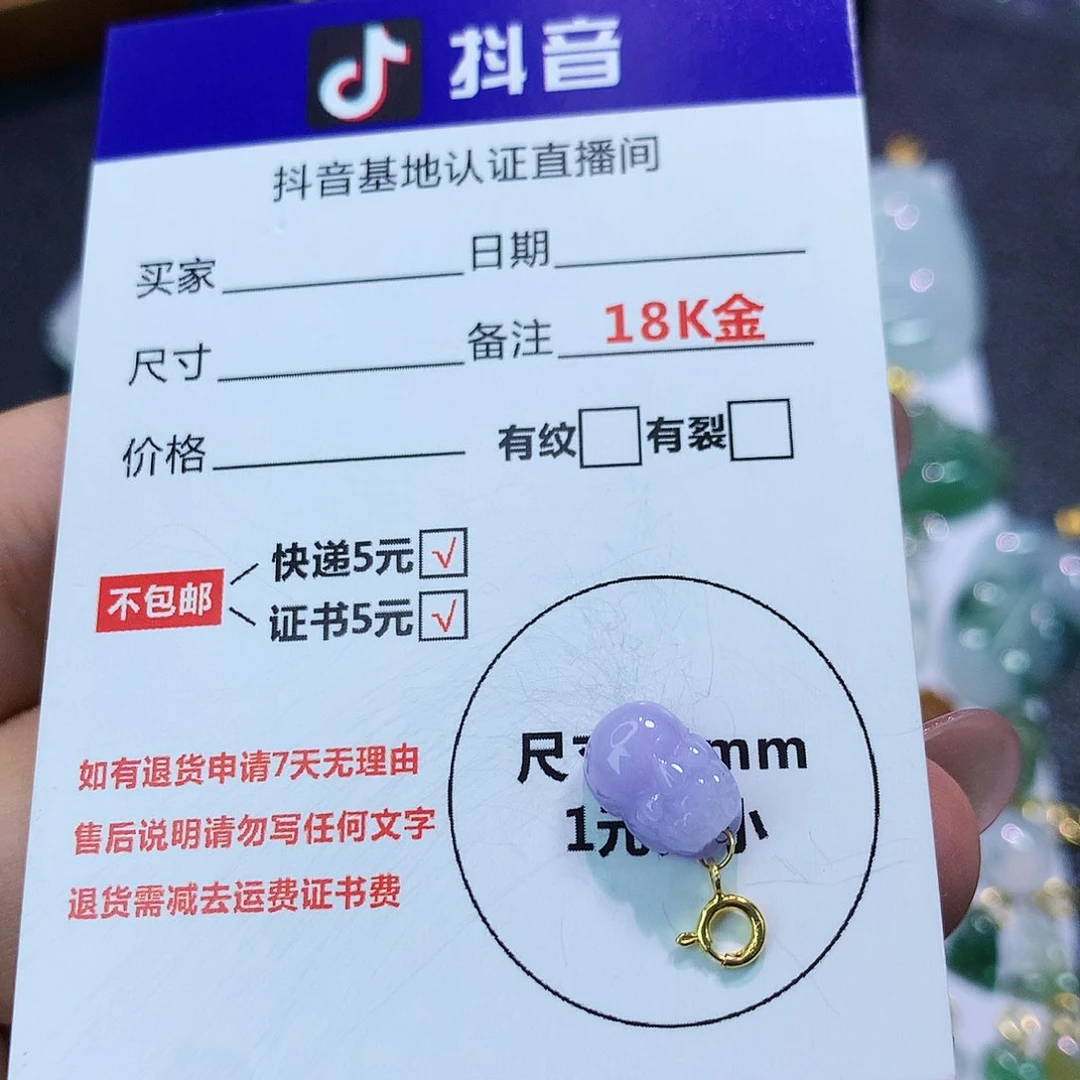 抖音
抖音基地认证直播间
买家 日期
尺寸 备注 18K金
价格 有纹 有裂
不包邮
快递5元 √
证书5元 √
如有退货申请7天无理由
售后说明请勿写任何文字
退货需减去运费证书费
尺 mm
1元 小